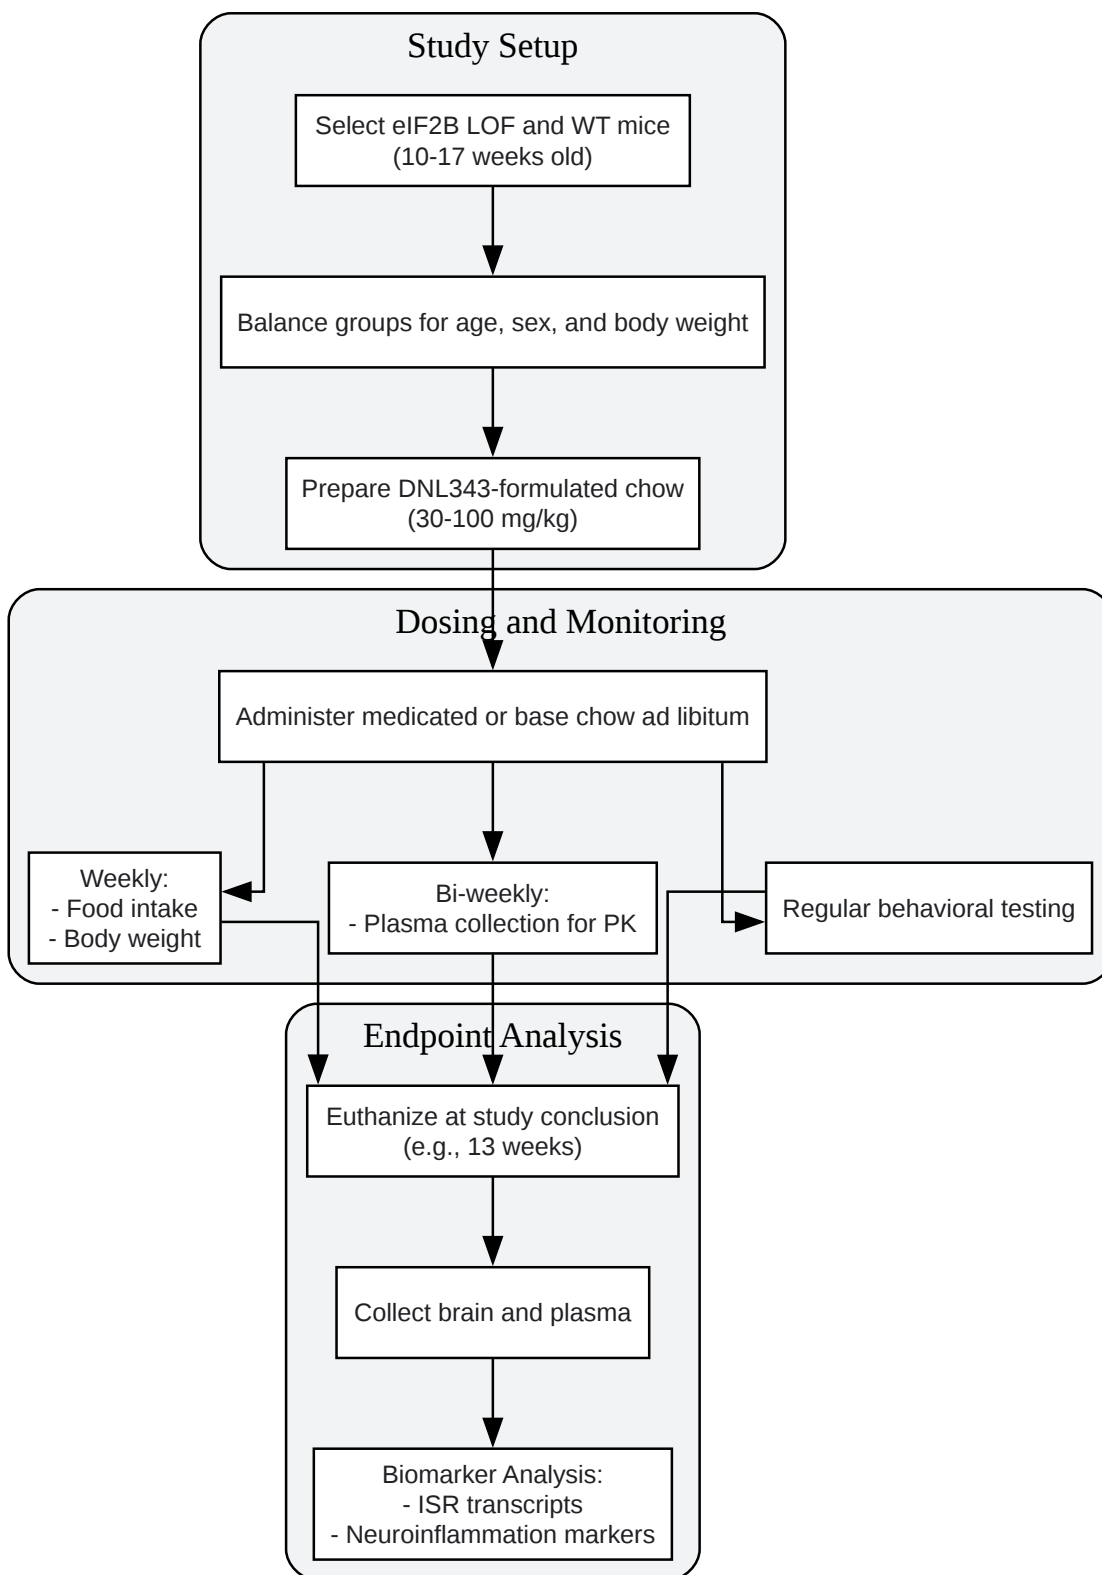 Study Setup
Select eIF2B LOF and WT mice
(10-17 weeks old)
Balance groups for age, sex, and body weight
Prepare DNL343-formulated chow
(30-100 mg/kg)
Dosing and Monitoring
Administer medicated or base chow ad libitum
Weekly:
- Food intake
- Body weight
Bi-weekly:
- Plasma collection for PK
Regular behavioral testing
Endpoint Analysis
Euthanize at study conclusion
(e.g., 13 weeks)
Collect brain and plasma
Biomarker Analysis:
- ISR transcripts
- Neuroinflammation markers